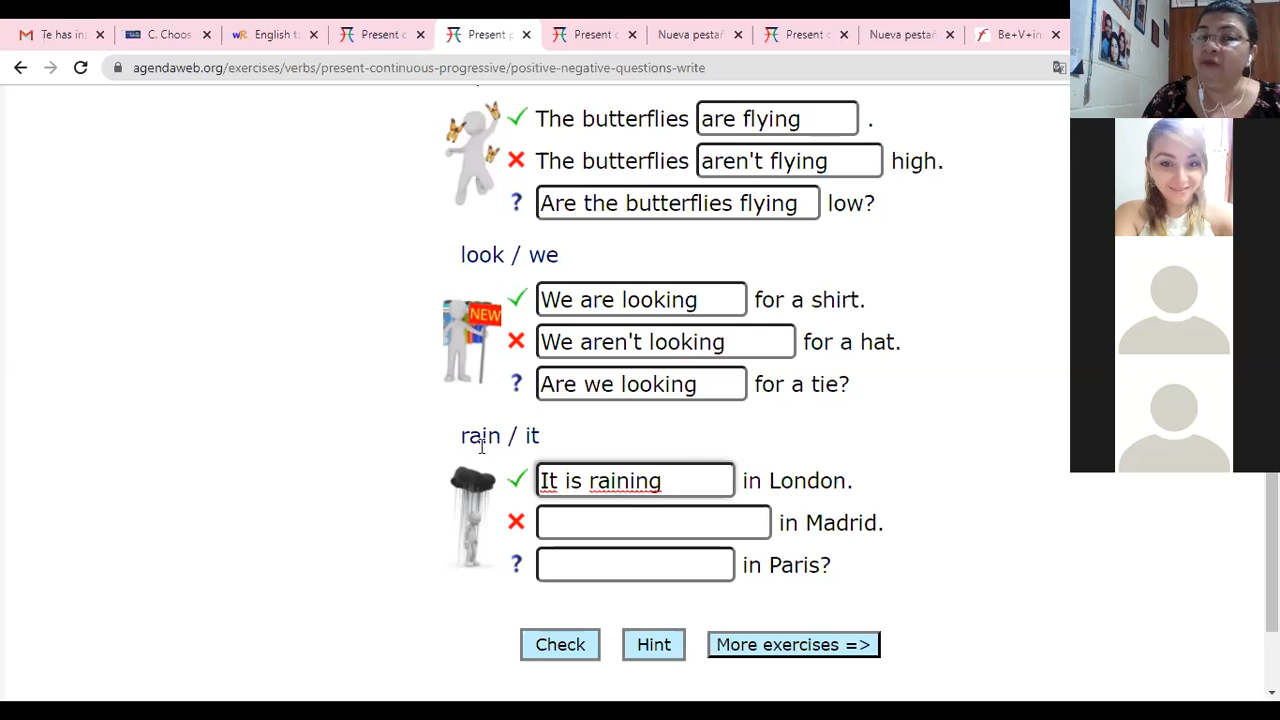 Te has in:
C. Choos
English to
Present c
Present p
Present c
Nueva pestañ
Present c
Nueva pestañ
Be+V+in
agendaweb.org/exercises/verbs/present-continuous-progressive/positive-negative-questions-write
The butterflies are flying .
The butterflies aren't flying high.
Are the butterflies flying low?
look / we
NEW
We are looking for a shirt.
We aren't looking for a hat.
Are we looking for a tie?
rain / it
It is raining in London.
in Madrid.
in Paris?
Check Hint More exercises =>